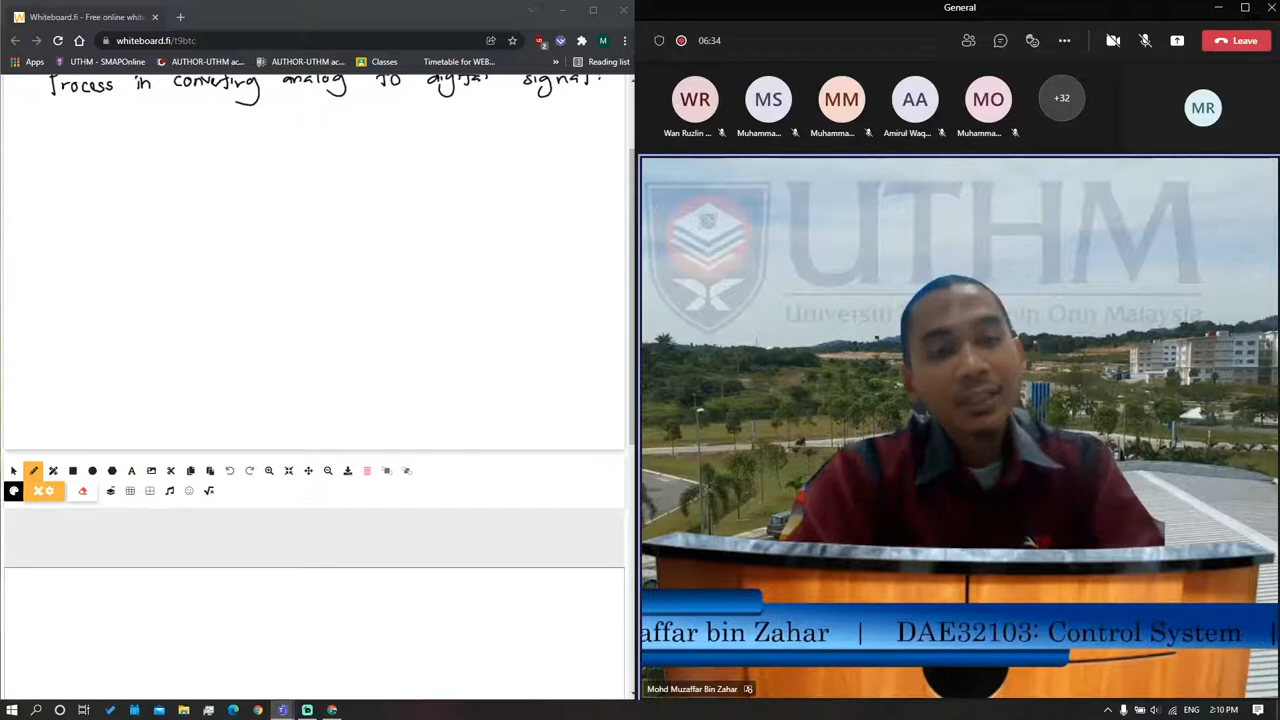 Whiteboard.fi - Free online whit
whiteboard.fi/t9btc
2
M
Apps
UTHM - SMAPOnline
AUTHOR-UTHM ac...
AUTHOR-UTHM ac...
Classes
Timetable for WEB...
»
Reading list
Process in converting analog to digital signal.
General
06:34
Leave
WR
MS
MM
AA
MO
+32
MR
Wan Ruzlin ...
Muhamma...
Muhamma...
Amirul Waq...
Muhamma...
UTHM
Universiti Onn Malaysia
affar bin Zahar | DAE32103: Control System |
Mohd Muzaffar Bin Zahar
A
ENG
2:10 PM